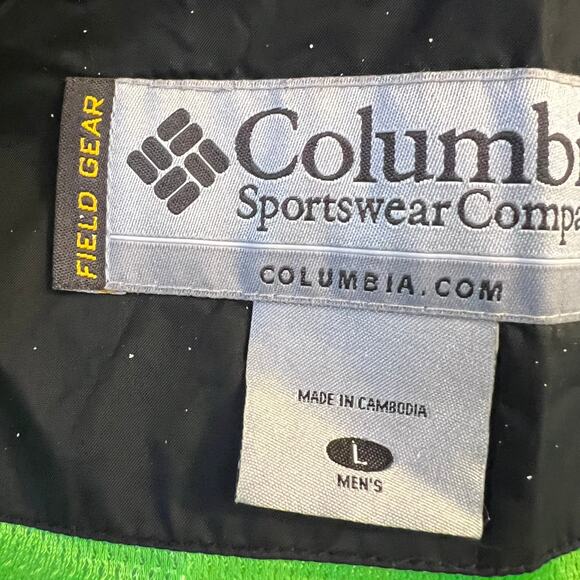 FIELD GEAR
Columbi
Sportswear Compa
COLUMBIA.COM
MADE IN CAMBODIA
L
MEN'S